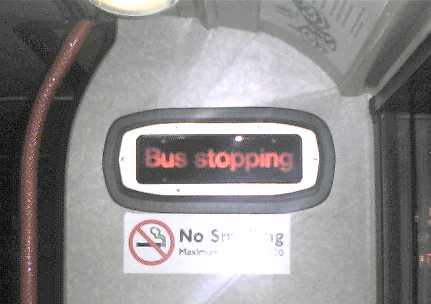 Bus stopping
No Smoking
Maximum